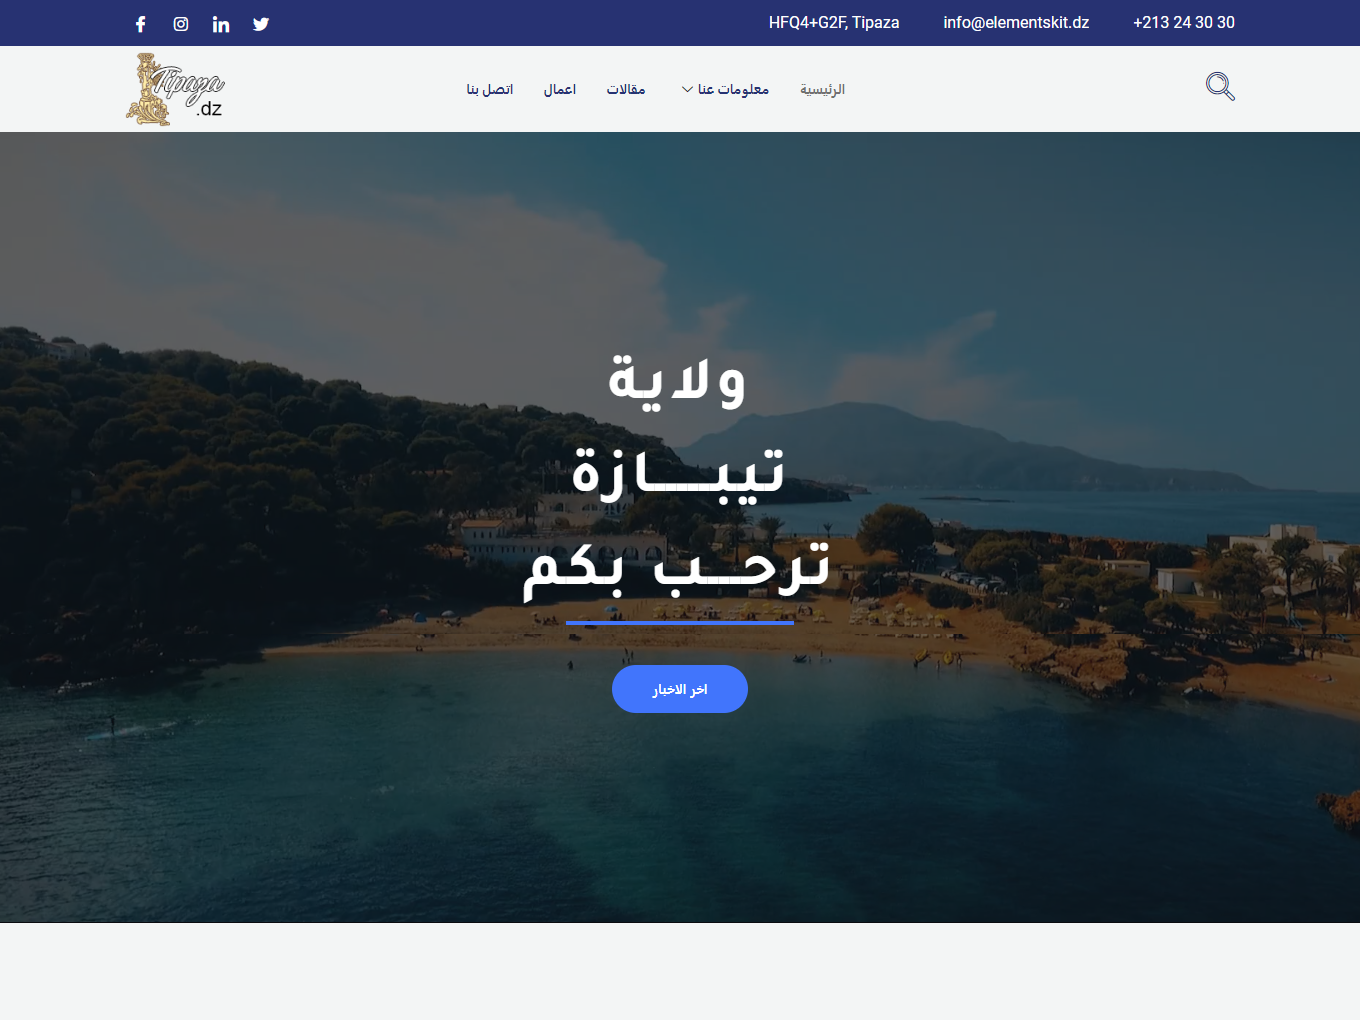 HFQ4+G2F, Tipaza
info@elementskit.dz
+213 24 30 30
Tipaza
.dz
الرئيسية
معلومات عنا
مقالات
اعمال
اتصل بنا
ولاية
تيبـــــازة
ترحـــب بكم
اخر الاخبار